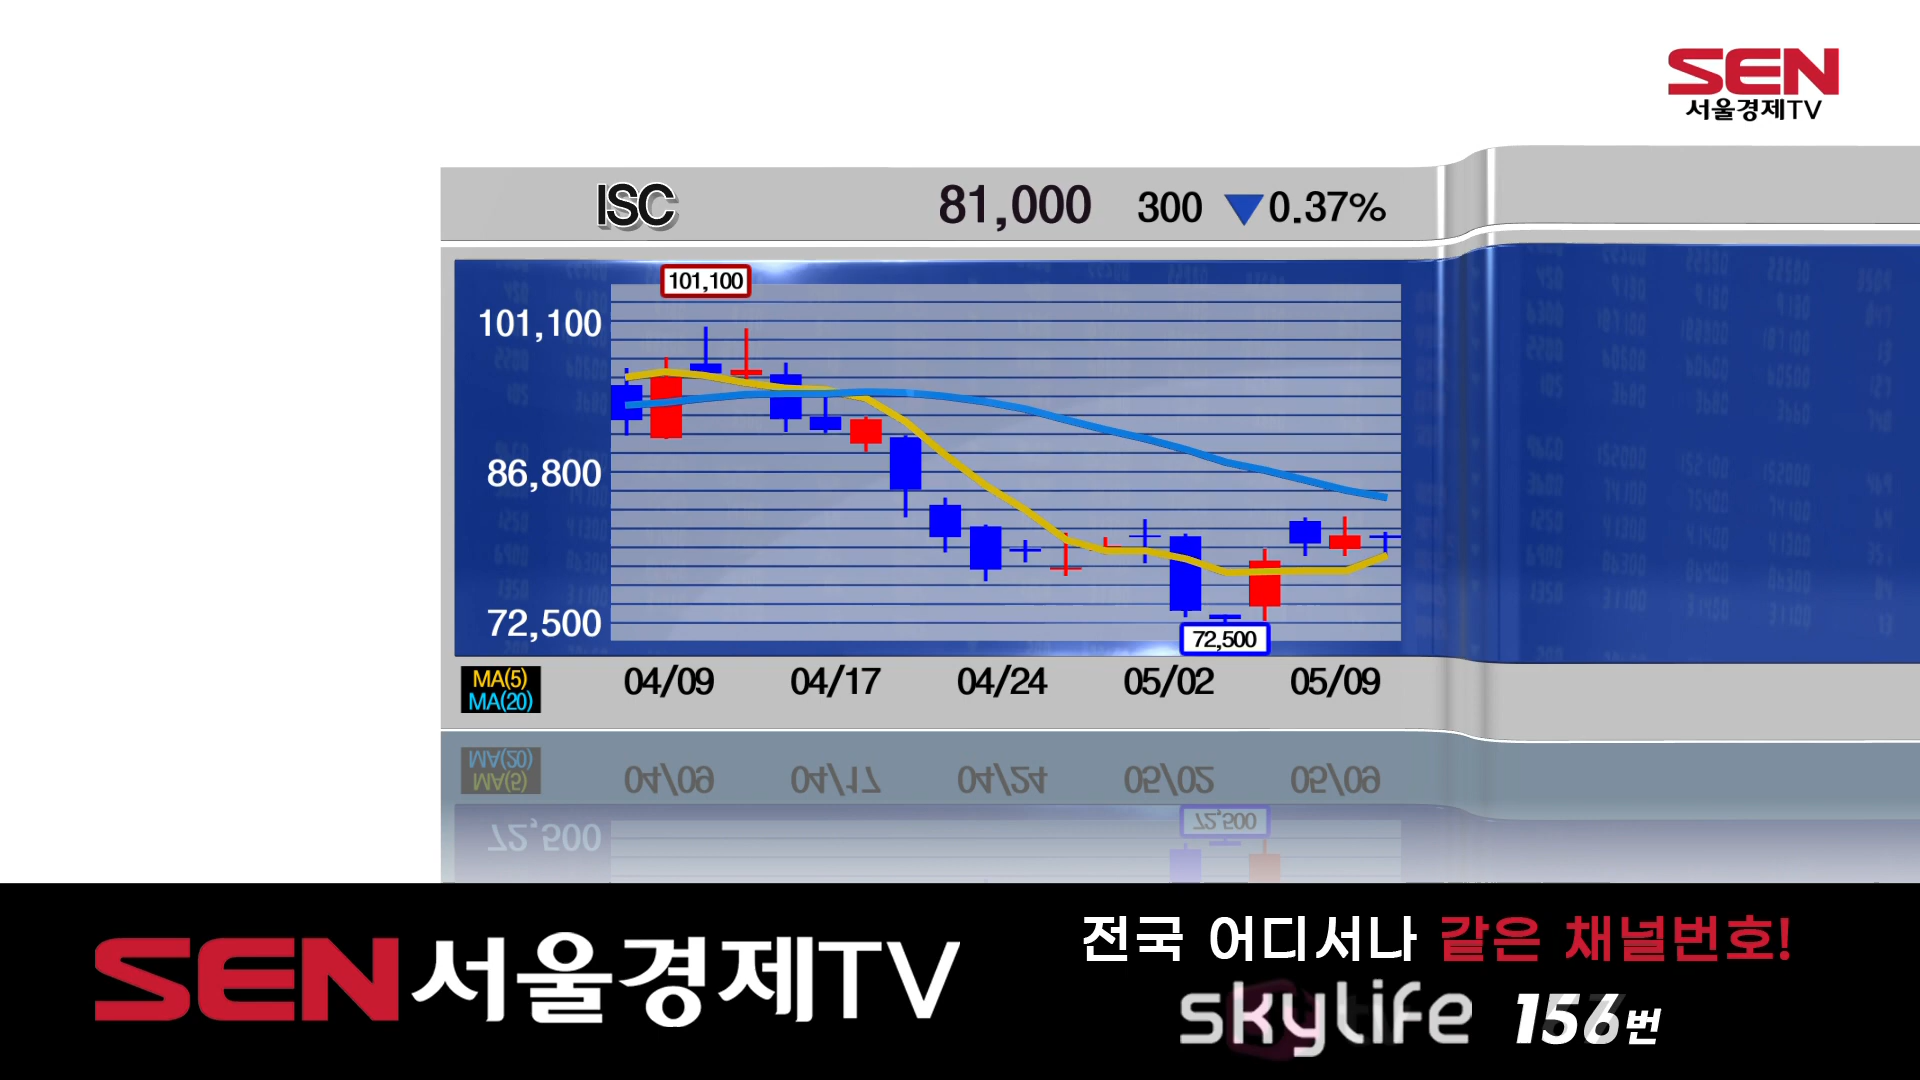 SEN
서울경제TV
ISC 81,000 300 ▼0.37%
101,100
101,100
86,800
72,500
72,500
MA(5)
MA(20)
04/09 04/17 04/24 05/02 05/09
SEN 서울경제TV
전국 어디서나 같은 채널번호!
skylife 156번